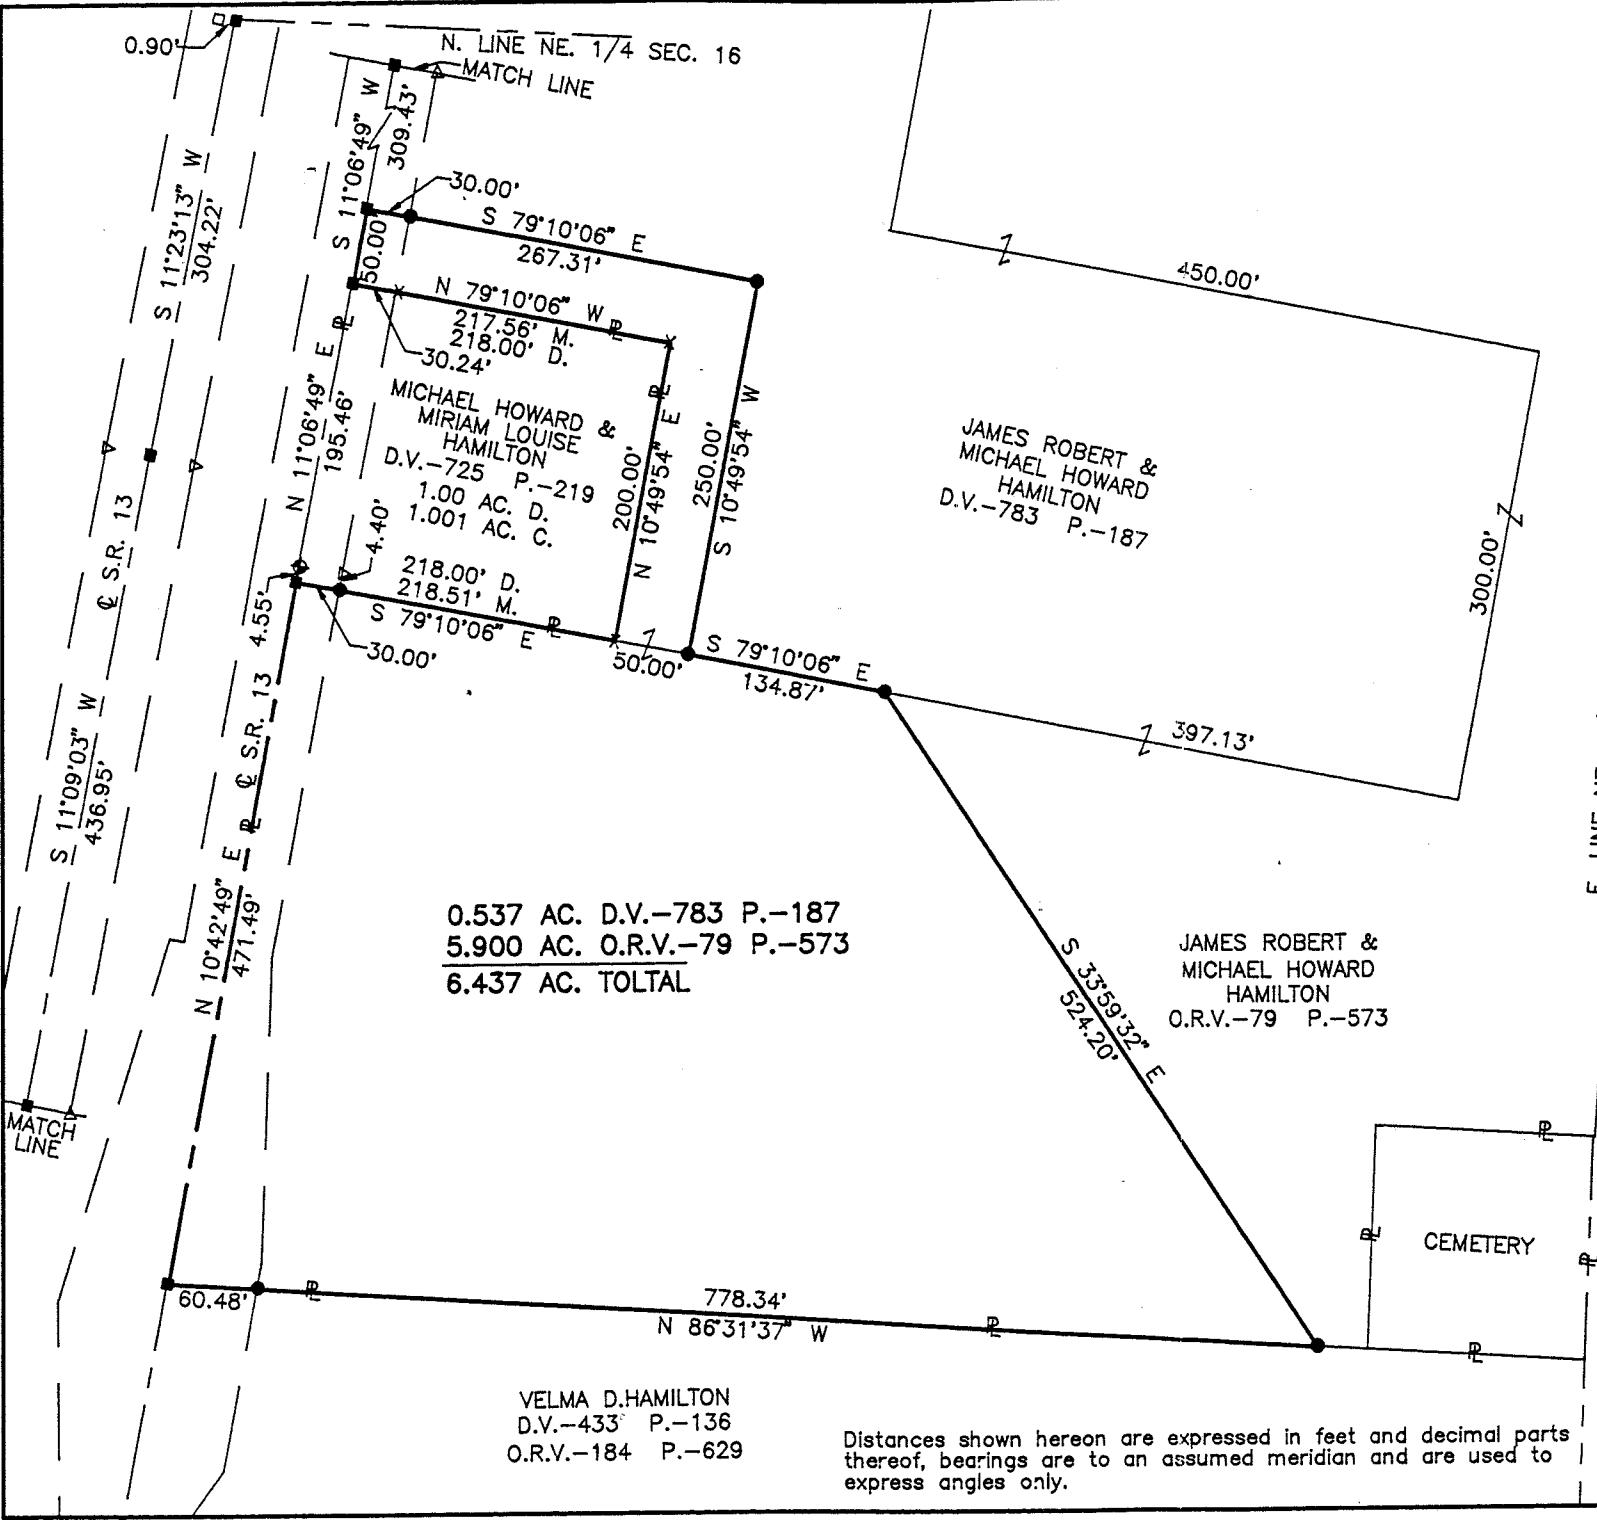 0.90'
N. LINE NE. 1/4 SEC. 16
MATCH LINE
S 11°23'13" W
304.22'
S 11°06'49" W
309.43'
30.00'
S 79°10'06" E
267.31'
50.00'
N 79°10'06" W
217.56' M.
218.00' D.
30.24'
450.00'
N 11°06'49" E
195.46'
MICHAEL HOWARD &
MIRIAM LOUISE
HAMILTON
D.V.-725 P.-219
1.00 AC. D.
1.001 AC. C.
200.00'
N 10°49'54" E
250.00'
S 10°49'54" W
JAMES ROBERT &
MICHAEL HOWARD
HAMILTON
D.V.-783 P.-187
300.00'
℄ S.R. 13
4.40'
4.55'
218.00' D.
218.51' M.
S 79°10'06" E
30.00'
50.00'
S 79°10'06" E
134.87'
397.13'
℄ S.R. 13
S 11°09'03" W
436.95'
N 10°42'49" E
471.49'
0.537 AC. D.V.-783 P.-187
5.900 AC. O.R.V.-79 P.-573
6.437 AC. TOLTAL
S 33°59'32" E
524.20'
JAMES ROBERT &
MICHAEL HOWARD
HAMILTON
O.R.V.-79 P.-573
MATCH
LINE
CEMETERY
60.48'
778.34'
N 86°31'37" W
VELMA D.HAMILTON
D.V.-433 P.-136
O.R.V.-184 P.-629
Distances shown hereon are expressed in feet and decimal parts
thereof, bearings are to an assumed meridian and are used to
express angles only.